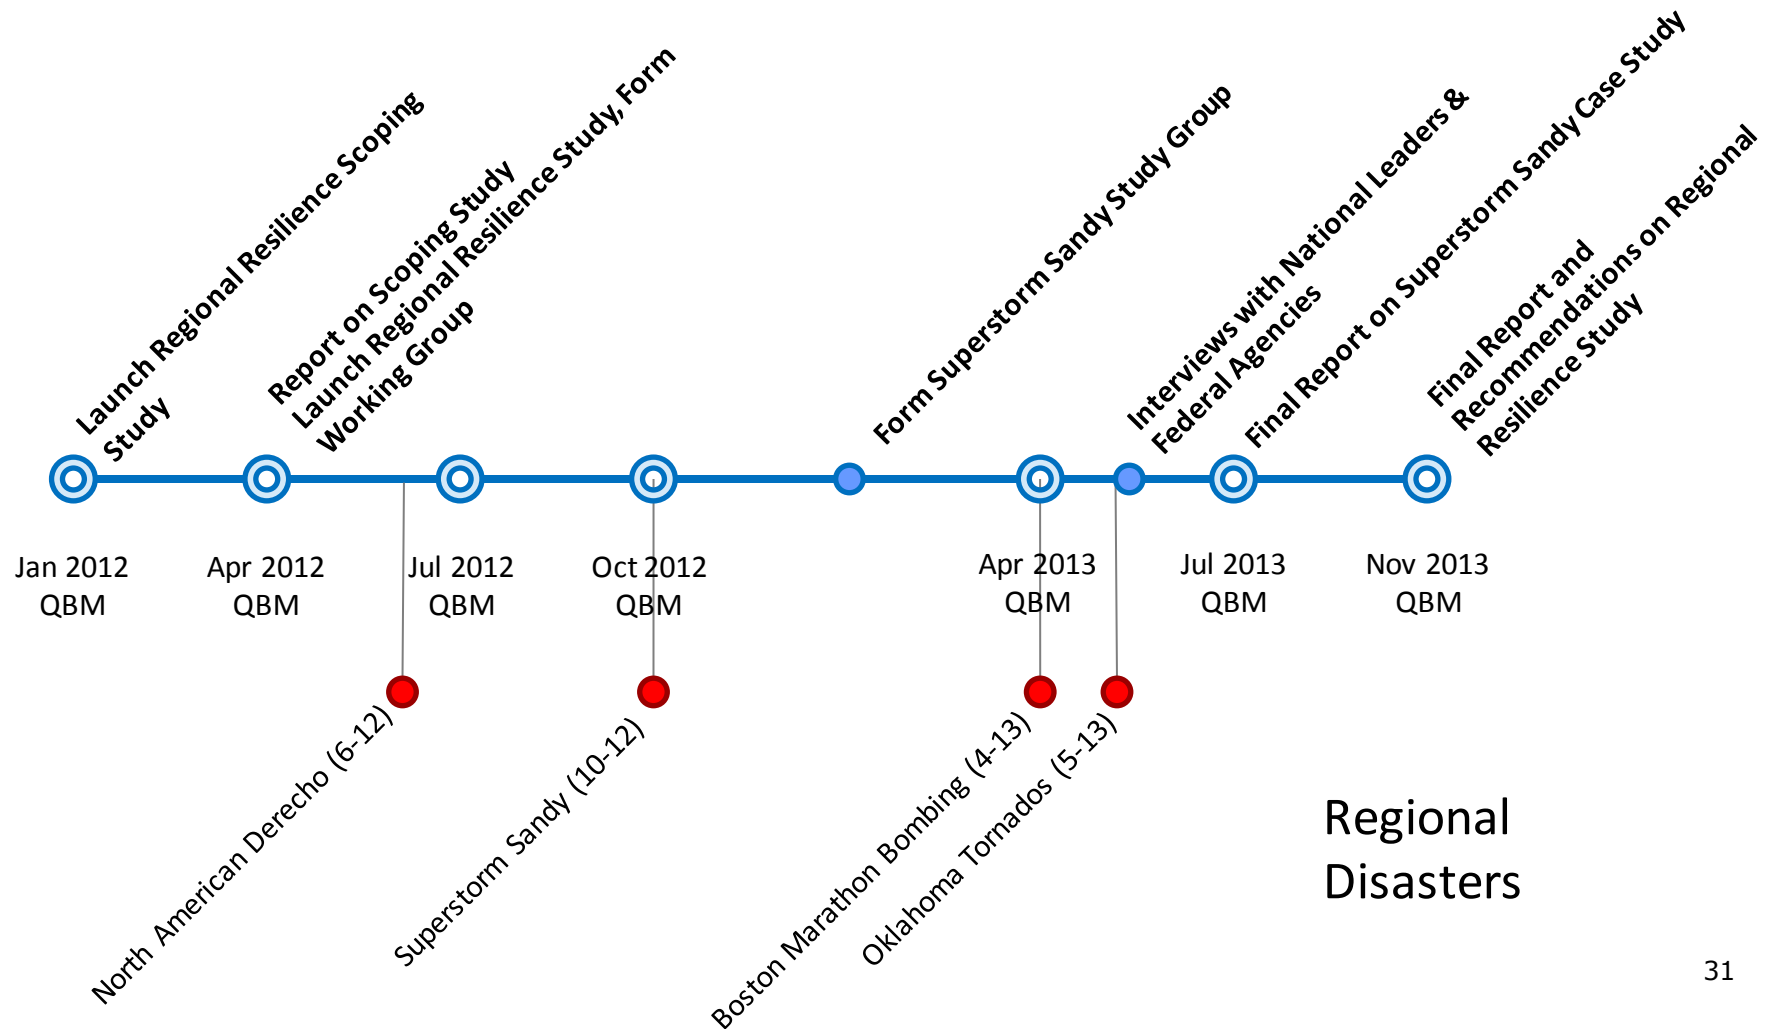 Launch Regional Resilience Scoping
Study
Report on Scoping Study
Launch Regional Resilience Study, Form
Working Group
Form Superstorm Sandy Study Group
Interviews with National Leaders &
Federal Agencies
Final Report on Superstorm Sandy Case Study
Final Report and
Recommendations on Regional
Resilience Study
Jan 2012
QBM
Apr 2012
QBM
Jul 2012
QBM
Oct 2012
QBM
Apr 2013
QBM
Jul 2013
QBM
Nov 2013
QBM
North American Derecho (6-12)
Superstorm Sandy (10-12)
Boston Marathon Bombing (4-13)
Oklahoma Tornados (5-13)
Regional
Disasters
31